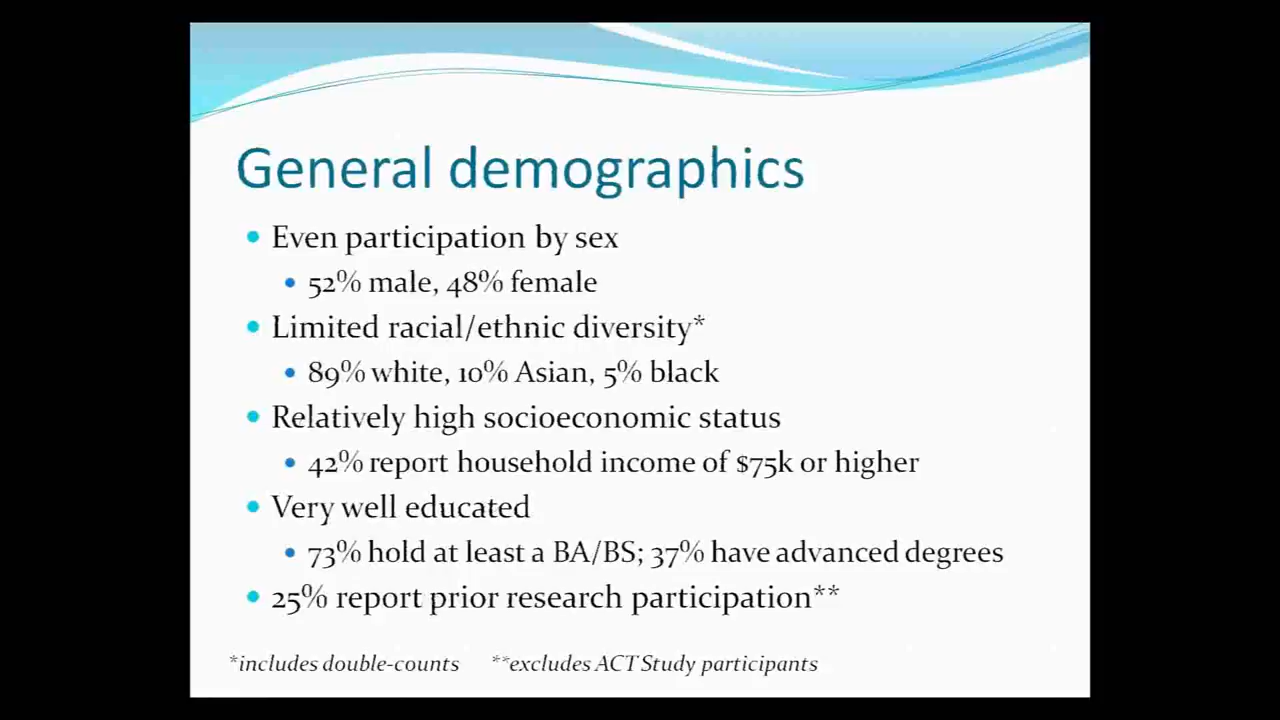 General demographics
Even participation by sex
52% male, 48% female
Limited racial/ethnic diversity*
89% white, 10% Asian, 5% black
Relatively high socioeconomic status
42% report household income of $75k or higher
Very well educated
73% hold at least a BA/BS; 37% have advanced degrees
25% report prior research participation**
*includes double-counts **excludes ACT Study participants